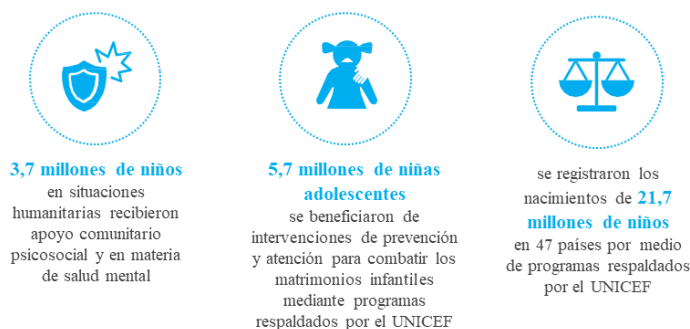 3,7 millones de niños
en situaciones
humanitarias recibieron
apoyo comunitario
psicosocial y en materia
de salud mental
5,7 millones de niñas
adolescentes
se beneficiaron de
intervenciones de prevención
y atención para combatir los
matrimonios infantiles
mediante programas
respaldados por el UNICEF
se registraron los
nacimientos de 21,7
millones de niños
en 47 países por medio
de programas respaldados
por el UNICEF